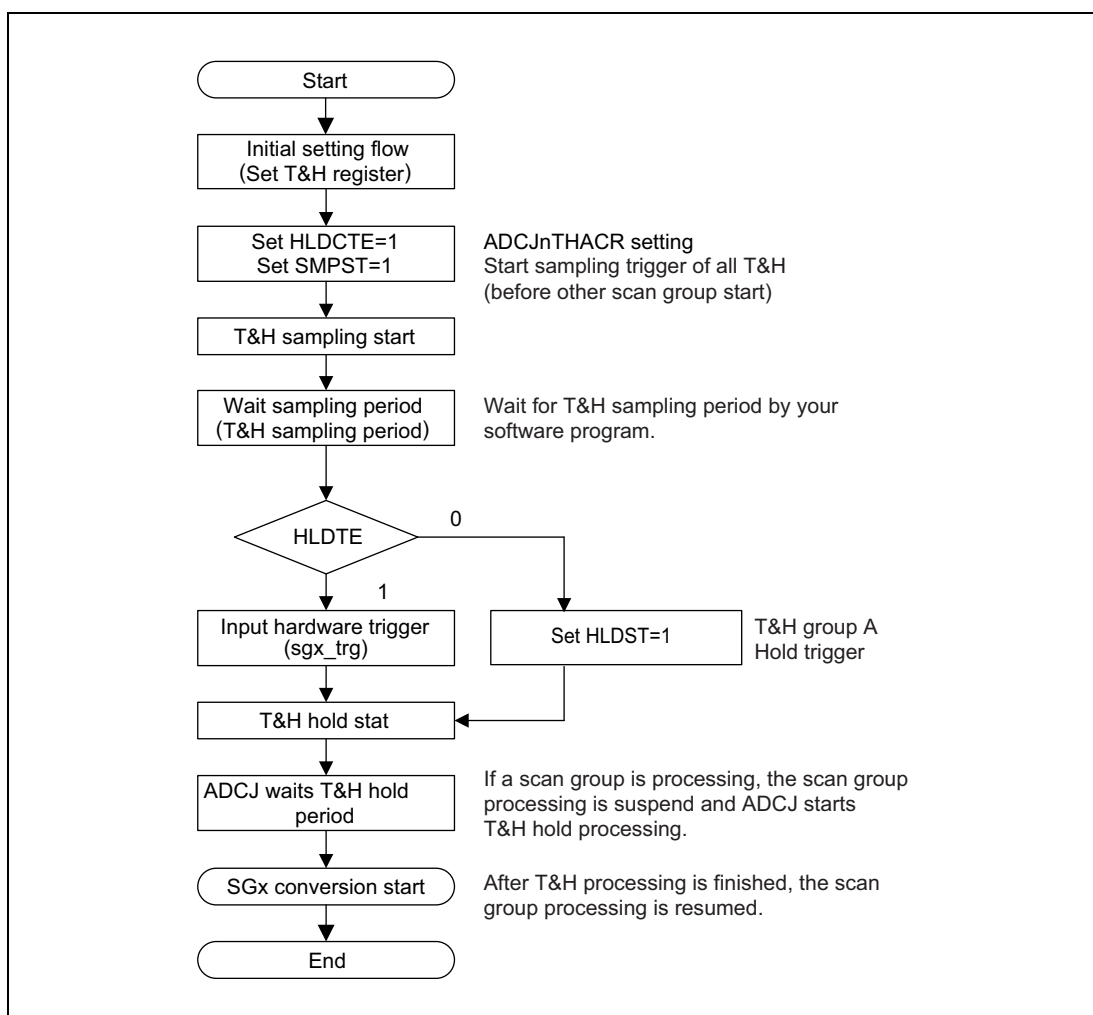 Start
Initial setting flow
(Set T&H register)
Set HLDCTE=1
Set SMPST=1
ADCJnTHACR setting
Start sampling trigger of all T&H
(before other scan group start)
T&H sampling start
Wait sampling period
(T&H sampling period)
Wait for T&H sampling period by your
software program.
HLDTE
0
1
Input hardware trigger
(sgx_trg)
Set HLDST=1
T&H group A
Hold trigger
T&H hold stat
ADCJ waits T&H hold
period
If a scan group is processing, the scan group
processing is suspend and ADCJ starts
T&H hold processing.
SGx conversion start
After T&H processing is finished, the scan
group processing is resumed.
End